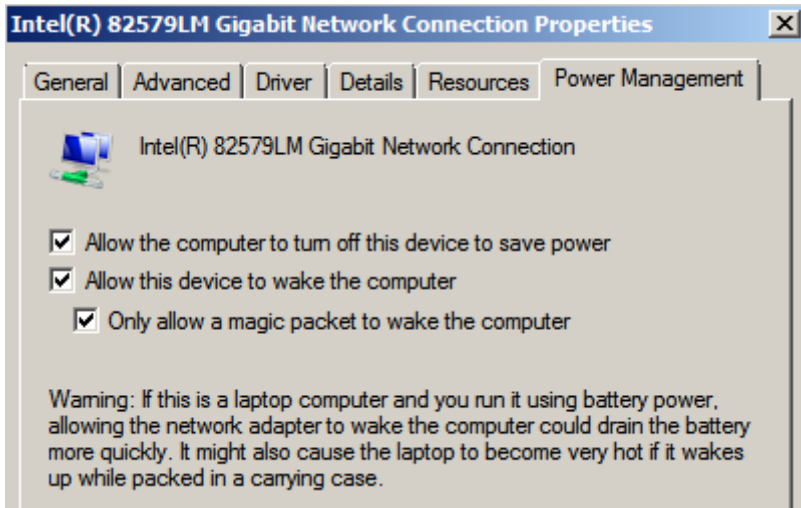 Intel(R) 82579LM Gigabit Network Connection Properties
General Advanced Driver Details Resources Power Management
Intel(R) 82579LM Gigabit Network Connection
Allow the computer to turn off this device to save power
Allow this device to wake the computer
Only allow a magic packet to wake the computer
Warning: If this is a laptop computer and you run it using battery power,
allowing the network adapter to wake the computer could drain the battery
more quickly. It might also cause the laptop to become very hot if it wakes
up while packed in a carrying case.